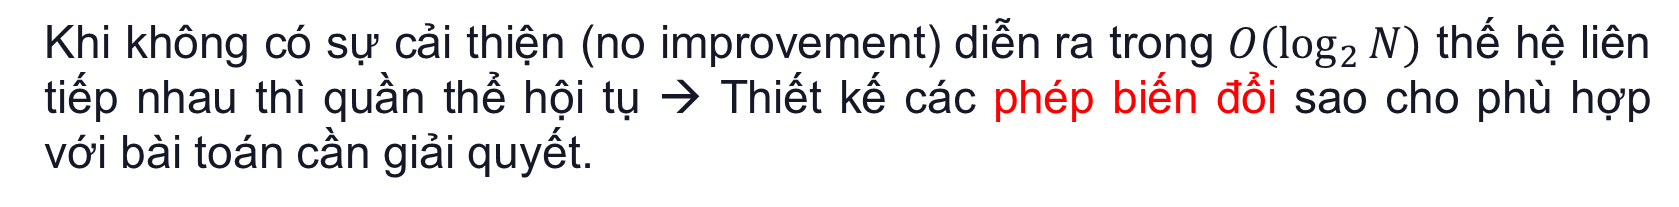 Khi không có sự cải thiện (no improvement) diễn ra trong O(log₂ N) thế hệ liên
tiếp nhau thì quần thể hội tụ → Thiết kế các phép biến đổi sao cho phù hợp
với bài toán cần giải quyết.